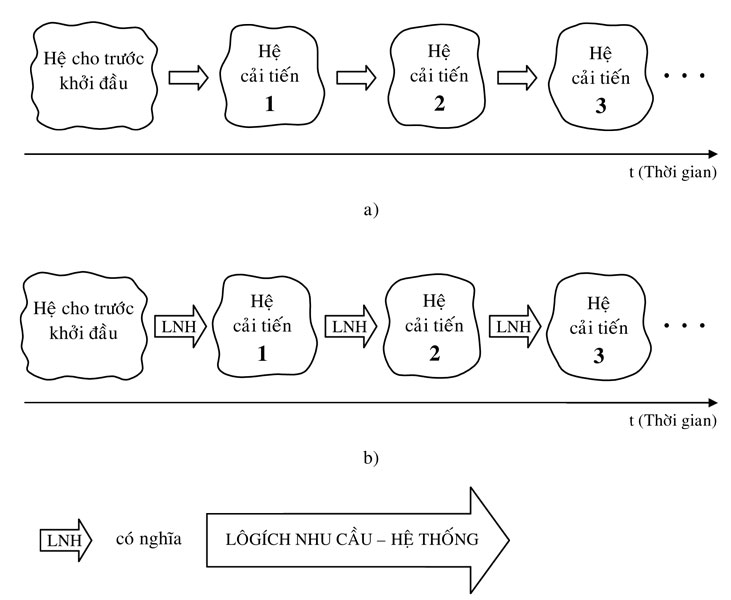 Hệ cho trước
khởi đầu
Hệ
cải tiến
1
Hệ
cải tiến
2
Hệ
cải tiến
3
. . .
t (Thời gian)
a)
Hệ cho trước
khởi đầu
LNH
Hệ
cải tiến
1
LNH
Hệ
cải tiến
2
LNH
Hệ
cải tiến
3
. . .
t (Thời gian)
b)
LNH
có nghĩa
LÔGÍCH NHU CẦU – HỆ THỐNG